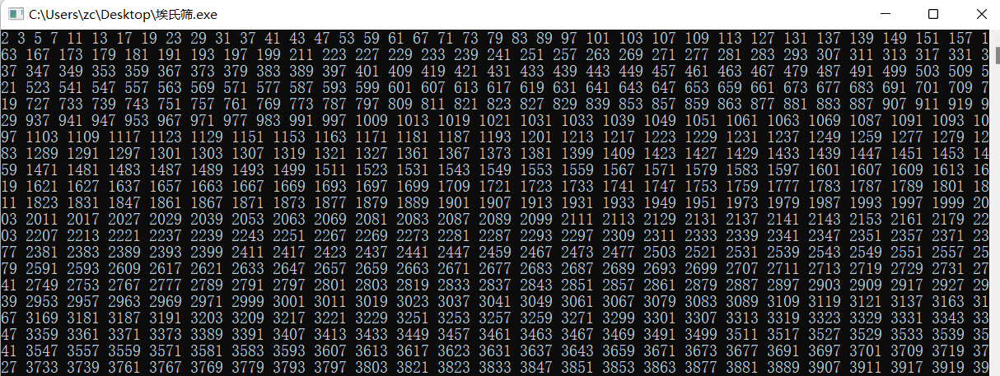 C:\Users\zc\Desktop\埃氏筛.exe
2 3 5 7 11 13 17 19 23 29 31 37 41 43 47 53 59 61 67 71 73 79 83 89 97 101 103 107 109 113 127 131 137 139 149 151 157 1
63 167 173 179 181 191 193 197 199 211 223 227 229 233 239 241 251 257 263 269 271 277 281 283 293 307 311 313 317 331 3
37 347 349 353 359 367 373 379 383 389 397 401 409 419 421 431 433 439 443 449 457 461 463 467 479 487 491 499 503 509 5
21 523 541 547 557 563 569 571 577 587 593 599 601 607 613 617 619 631 641 643 647 653 659 661 673 677 683 691 701 709 7
19 727 733 739 743 751 757 761 769 773 787 797 809 811 821 823 827 829 839 853 857 859 863 877 881 883 887 907 911 919 9
29 937 941 947 953 967 971 977 983 991 997 1009 1013 1019 1021 1031 1033 1039 1049 1051 1061 1063 1069 1087 1091 1093 10
97 1103 1109 1117 1123 1129 1151 1153 1163 1171 1181 1187 1193 1201 1213 1217 1223 1229 1231 1237 1249 1259 1277 1279 12
83 1289 1291 1297 1301 1303 1307 1319 1321 1327 1361 1367 1373 1381 1399 1409 1423 1427 1429 1433 1439 1447 1451 1453 14
59 1471 1481 1483 1487 1489 1493 1499 1511 1523 1531 1543 1549 1553 1559 1567 1571 1579 1583 1597 1601 1607 1609 1613 16
19 1621 1627 1637 1657 1663 1667 1669 1693 1697 1699 1709 1721 1723 1733 1741 1747 1753 1759 1777 1783 1787 1789 1801 18
11 1823 1831 1847 1861 1867 1871 1873 1877 1879 1889 1901 1907 1913 1931 1933 1949 1951 1973 1979 1987 1993 1997 1999 20
03 2011 2017 2027 2029 2039 2053 2063 2069 2081 2083 2087 2089 2099 2111 2113 2129 2131 2137 2141 2143 2153 2161 2179 22
03 2207 2213 2221 2237 2239 2243 2251 2267 2269 2273 2281 2287 2293 2297 2309 2311 2333 2339 2341 2347 2351 2357 2371 23
77 2381 2383 2389 2393 2399 2411 2417 2423 2437 2441 2447 2459 2467 2473 2477 2503 2521 2531 2539 2543 2549 2551 2557 25
79 2591 2593 2609 2617 2621 2633 2647 2657 2659 2663 2671 2677 2683 2687 2689 2693 2699 2707 2711 2713 2719 2729 2731 27
41 2749 2753 2767 2777 2789 2791 2797 2801 2803 2819 2833 2837 2843 2851 2857 2861 2879 2887 2897 2903 2909 2917 2927 29
39 2953 2957 2963 2969 2971 2999 3001 3011 3019 3023 3037 3041 3049 3061 3067 3079 3083 3089 3109 3119 3121 3137 3163 31
67 3169 3181 3187 3191 3203 3209 3217 3221 3229 3251 3253 3257 3259 3271 3299 3301 3307 3313 3319 3323 3329 3331 3343 33
47 3359 3361 3371 3373 3389 3391 3407 3413 3433 3449 3457 3461 3463 3467 3469 3491 3499 3511 3517 3527 3529 3533 3539 35
41 3547 3557 3559 3571 3581 3583 3593 3607 3613 3617 3623 3631 3637 3643 3659 3671 3673 3677 3691 3697 3701 3709 3719 37
27 3733 3739 3761 3767 3769 3779 3793 3797 3803 3821 3823 3833 3847 3851 3853 3863 3877 3881 3889 3907 3911 3917 3919 39